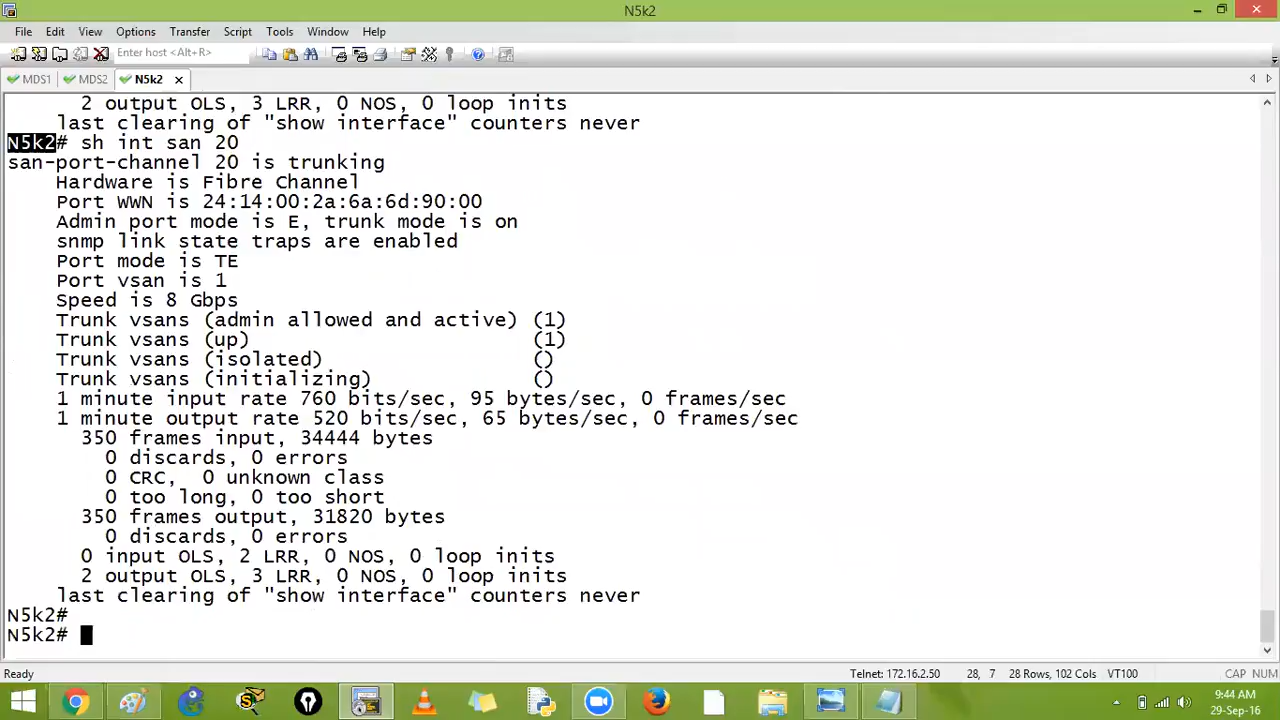 N5k2
File Edit View Options Transfer Script Tools Window Help
Enter host <Alt+R>
MDS1 MDS2 N5k2
2 output OLS, 3 LRR, 0 NOS, 0 loop inits
last clearing of "show interface" counters never
N5k2# sh int san 20
san-port-channel 20 is trunking
Hardware is Fibre Channel
Port WWN is 24:14:00:2a:6a:6d:90:00
Admin port mode is E, trunk mode is on
snmp link state traps are enabled
Port mode is TE
Port vsan is 1
Speed is 8 Gbps
Trunk vsans (admin allowed and active) (1)
Trunk vsans (up) (1)
Trunk vsans (isolated) ()
Trunk vsans (initializing) ()
1 minute input rate 760 bits/sec, 95 bytes/sec, 0 frames/sec
1 minute output rate 520 bits/sec, 65 bytes/sec, 0 frames/sec
350 frames input, 34444 bytes
0 discards, 0 errors
0 CRC, 0 unknown class
0 too long, 0 too short
350 frames output, 31820 bytes
0 discards, 0 errors
0 input OLS, 2 LRR, 0 NOS, 0 loop inits
2 output OLS, 3 LRR, 0 NOS, 0 loop inits
last clearing of "show interface" counters never
N5k2#
N5k2#
Ready Telnet: 172.16.2.50 28, 7 28 Rows, 102 Cols VT100 CAP NUM
9:44 AM
29-Sep-16